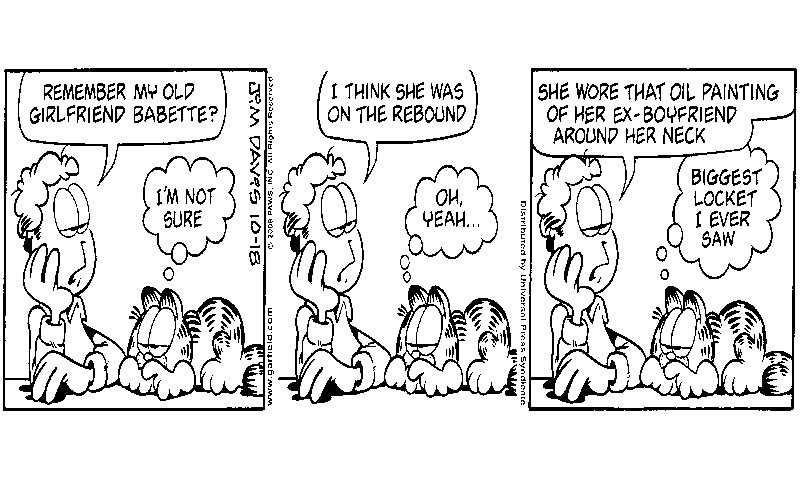 REMEMBER MY OLD
GIRLFRIEND BABETTE?
I'M NOT
SURE
JIM DAVIS 10-18
© 2008 PAWS, INC. All Rights Reserved.
www.garfield.com
I THINK SHE WAS
ON THE REBOUND
OH,
YEAH...
Distributed by Universal Press Syndicate
SHE WORE THAT OIL PAINTING
OF HER EX-BOYFRIEND
AROUND HER NECK
BIGGEST
LOCKET
I EVER
SAW